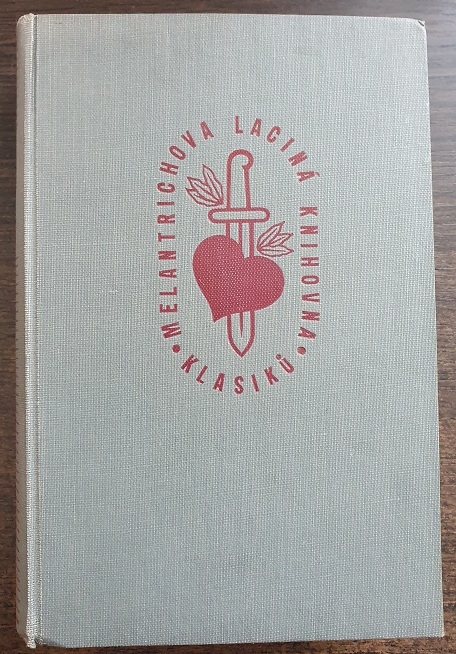 MELANTRICHOVA LACINÁ KNIHOVNA
• KLASIKŮ •